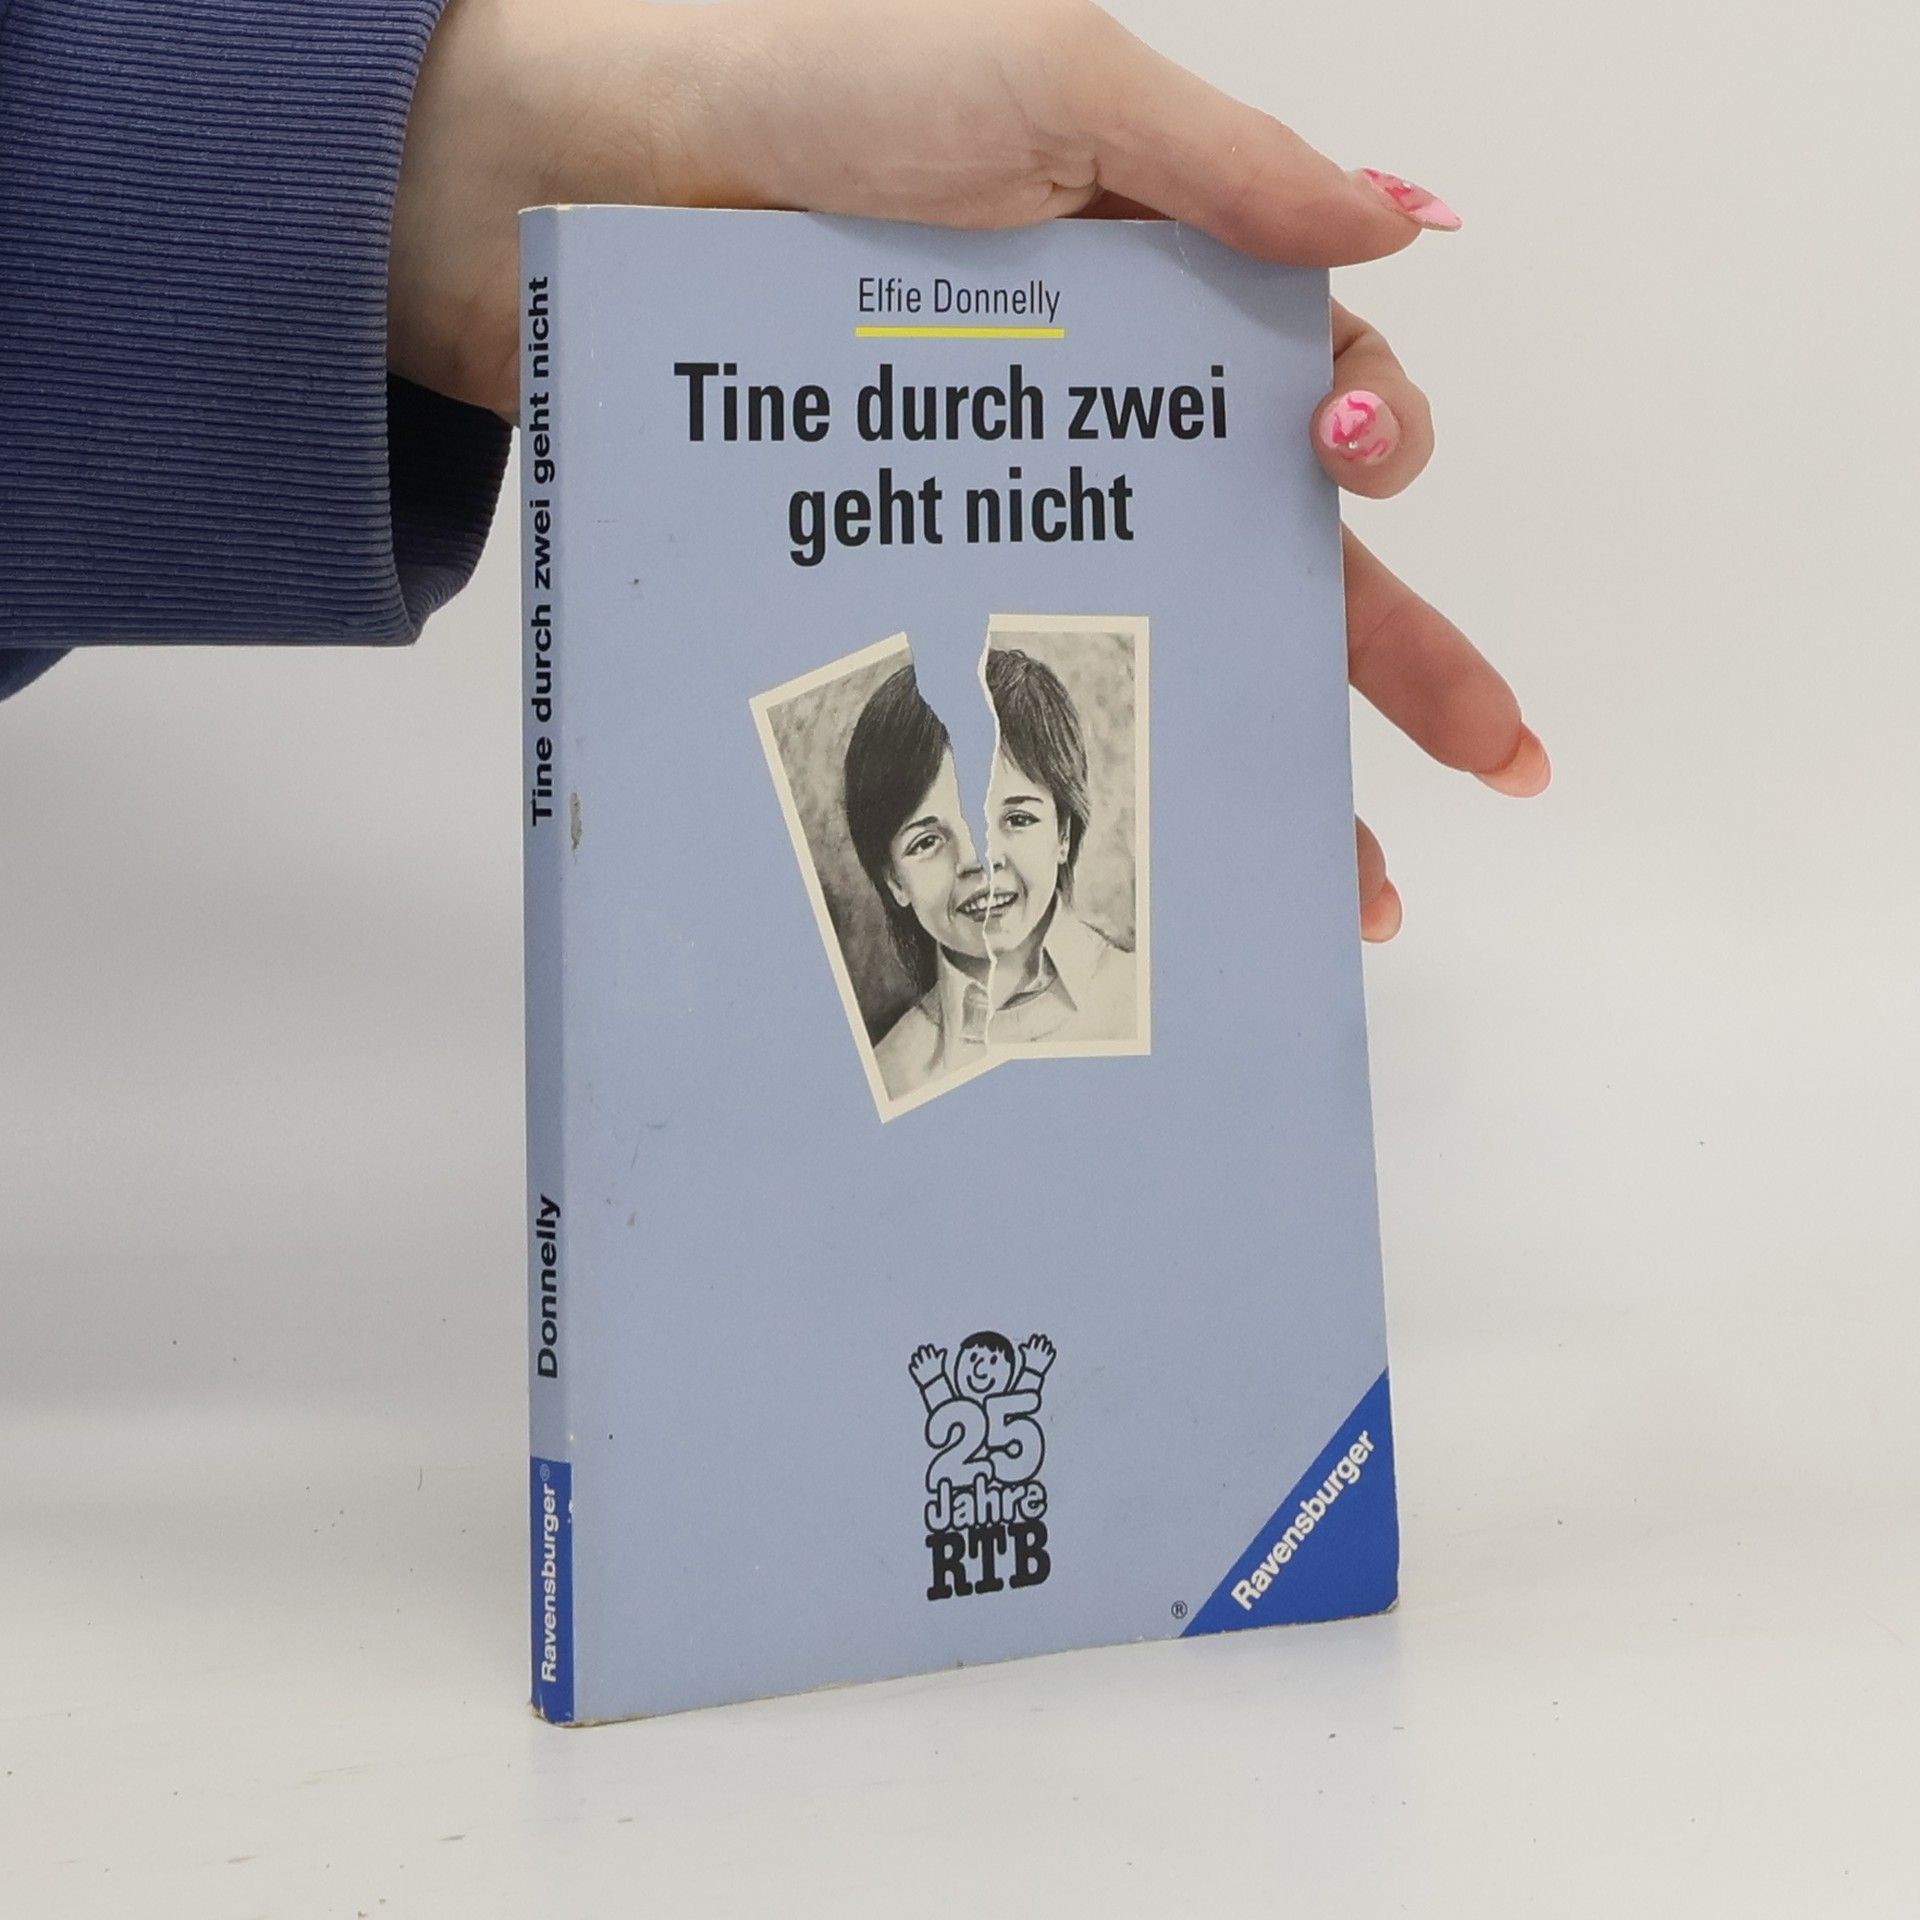 Elfie Donnelly
Tine durch zwei
geht nicht
25
Jahre
RTB
®
Ravensburger
Tine durch zwei geht nicht
Donnelly
Ravensburger®